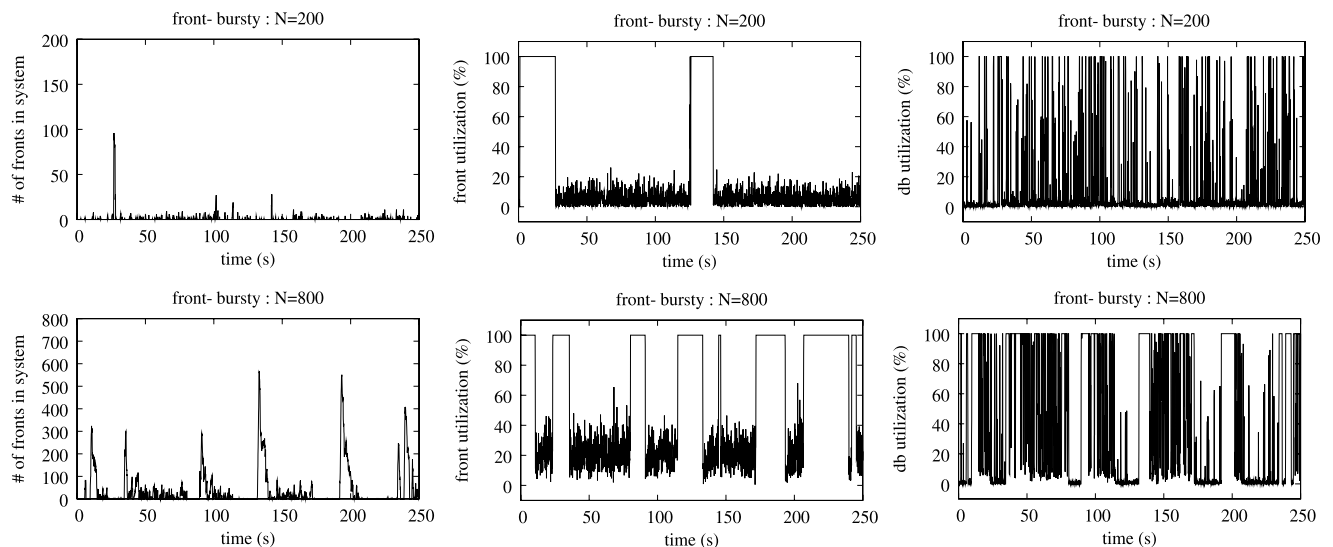 front- bursty : N=200
# of fronts in system
200
150
100
50
0
0 50 100 150 200 250
time (s)
front- bursty : N=200
front utilization (%)
100
80
60
40
20
0
0 50 100 150 200 250
time (s)
front- bursty : N=200
db utilization (%)
100
80
60
40
20
0
0 50 100 150 200 250
time (s)
front- bursty : N=800
# of fronts in system
800
700
600
500
400
300
200
100
0
0 50 100 150 200 250
time (s)
front- bursty : N=800
front utilization (%)
100
80
60
40
20
0
0 50 100 150 200 250
time (s)
front- bursty : N=800
db utilization (%)
100
80
60
40
20
0
0 50 100 150 200 250
time (s)